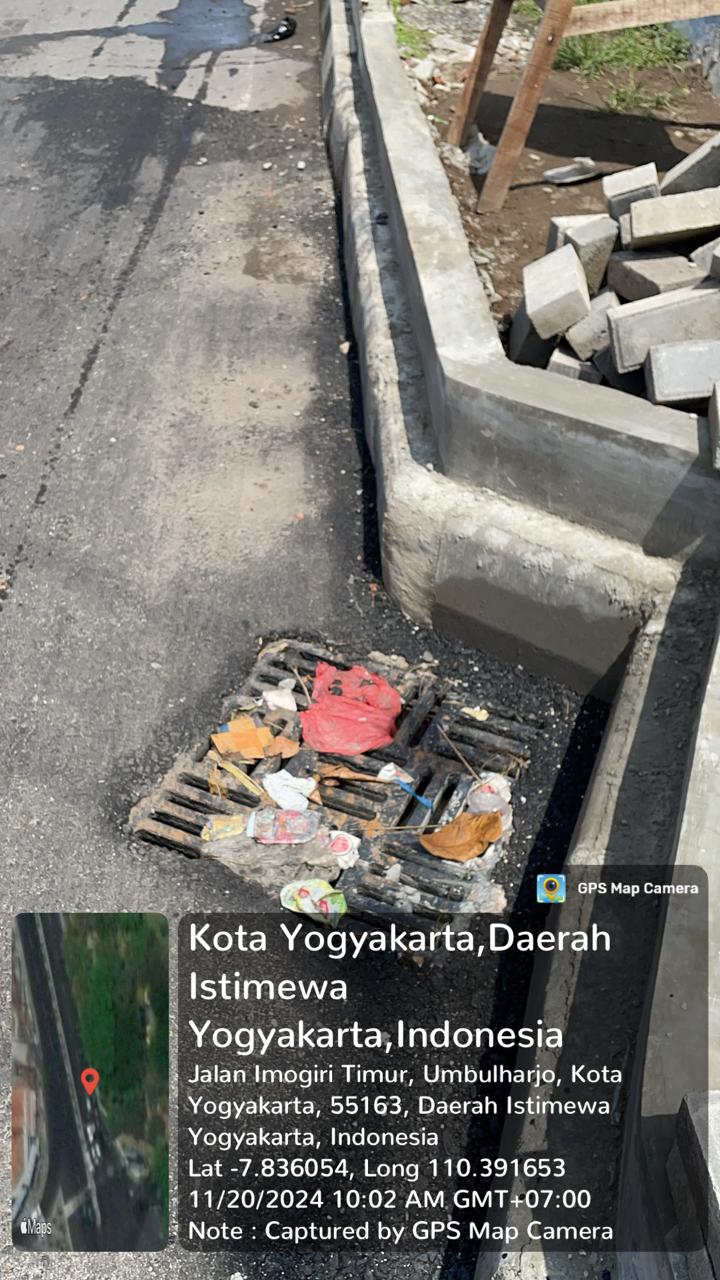 GPS Map Camera
Kota Yogyakarta,Daerah
Istimewa
Yogyakarta,Indonesia
Jalan Imogiri Timur, Umbulharjo, Kota
Yogyakarta, 55163, Daerah Istimewa
Yogyakarta, Indonesia
Lat -7.836054, Long 110.391653
11/20/2024 10:02 AM GMT+07:00
Note : Captured by GPS Map Camera
Maps